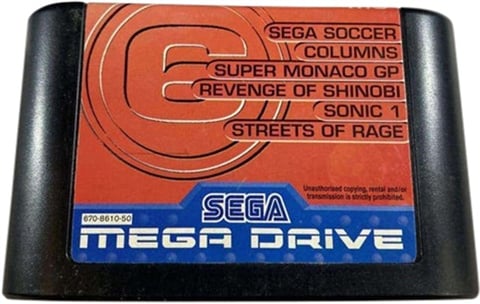 6
SEGA SOCCER
COLUMNS
SUPER MONACO GP
REVENGE OF SHINOBI
SONIC 1
STREETS OF RAGE
Unauthorised copying, rental and/or
transmission is strictly prohibited.
670-8610-50
SEGA
MEGA DRIVE